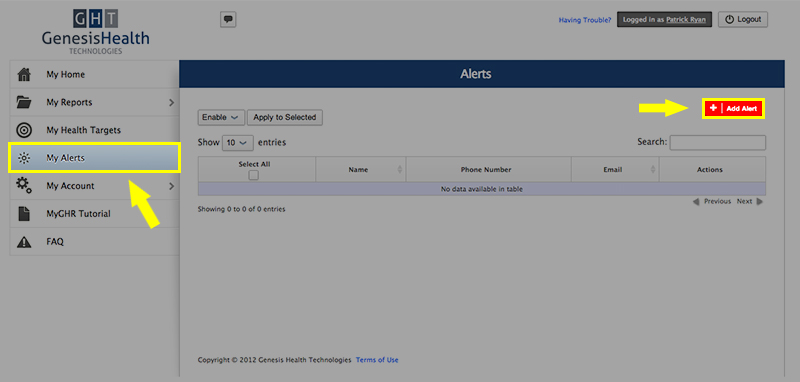 GHT
GenesisHealth
TECHNOLOGIES
Having Trouble?
Logged in as Patrick Ryan
Logout
My Home
My Reports
My Health Targets
My Alerts
My Account
MyGHR Tutorial
FAQ
Alerts
+ Add Alert
Enable
Apply to Selected
Show 10 entries
Search:
Select All
Name
Phone Number
Email
Actions
No data available in table
Previous Next
Showing 0 to 0 of 0 entries
Copyright © 2012 Genesis Health Technologies Terms of Use